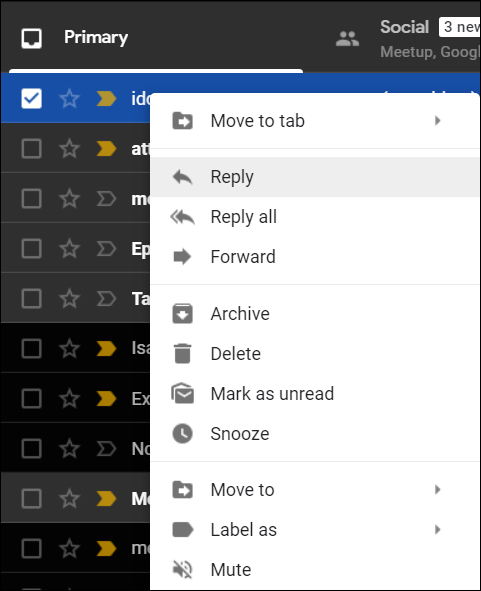 Primary
Social 3 new
Meetup, Googl
ido
Move to tab
att
Reply
mo
Reply all
Ep
Forward
Ta
Archive
Isa
Delete
Ex
Mark as unread
No
Snooze
Me
Move to
Label as
mo
Mute